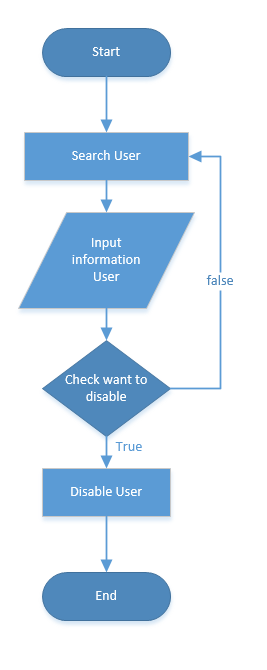 Start
Search User
Input
information
User
false
Check want to
disable
True
Disable User
End